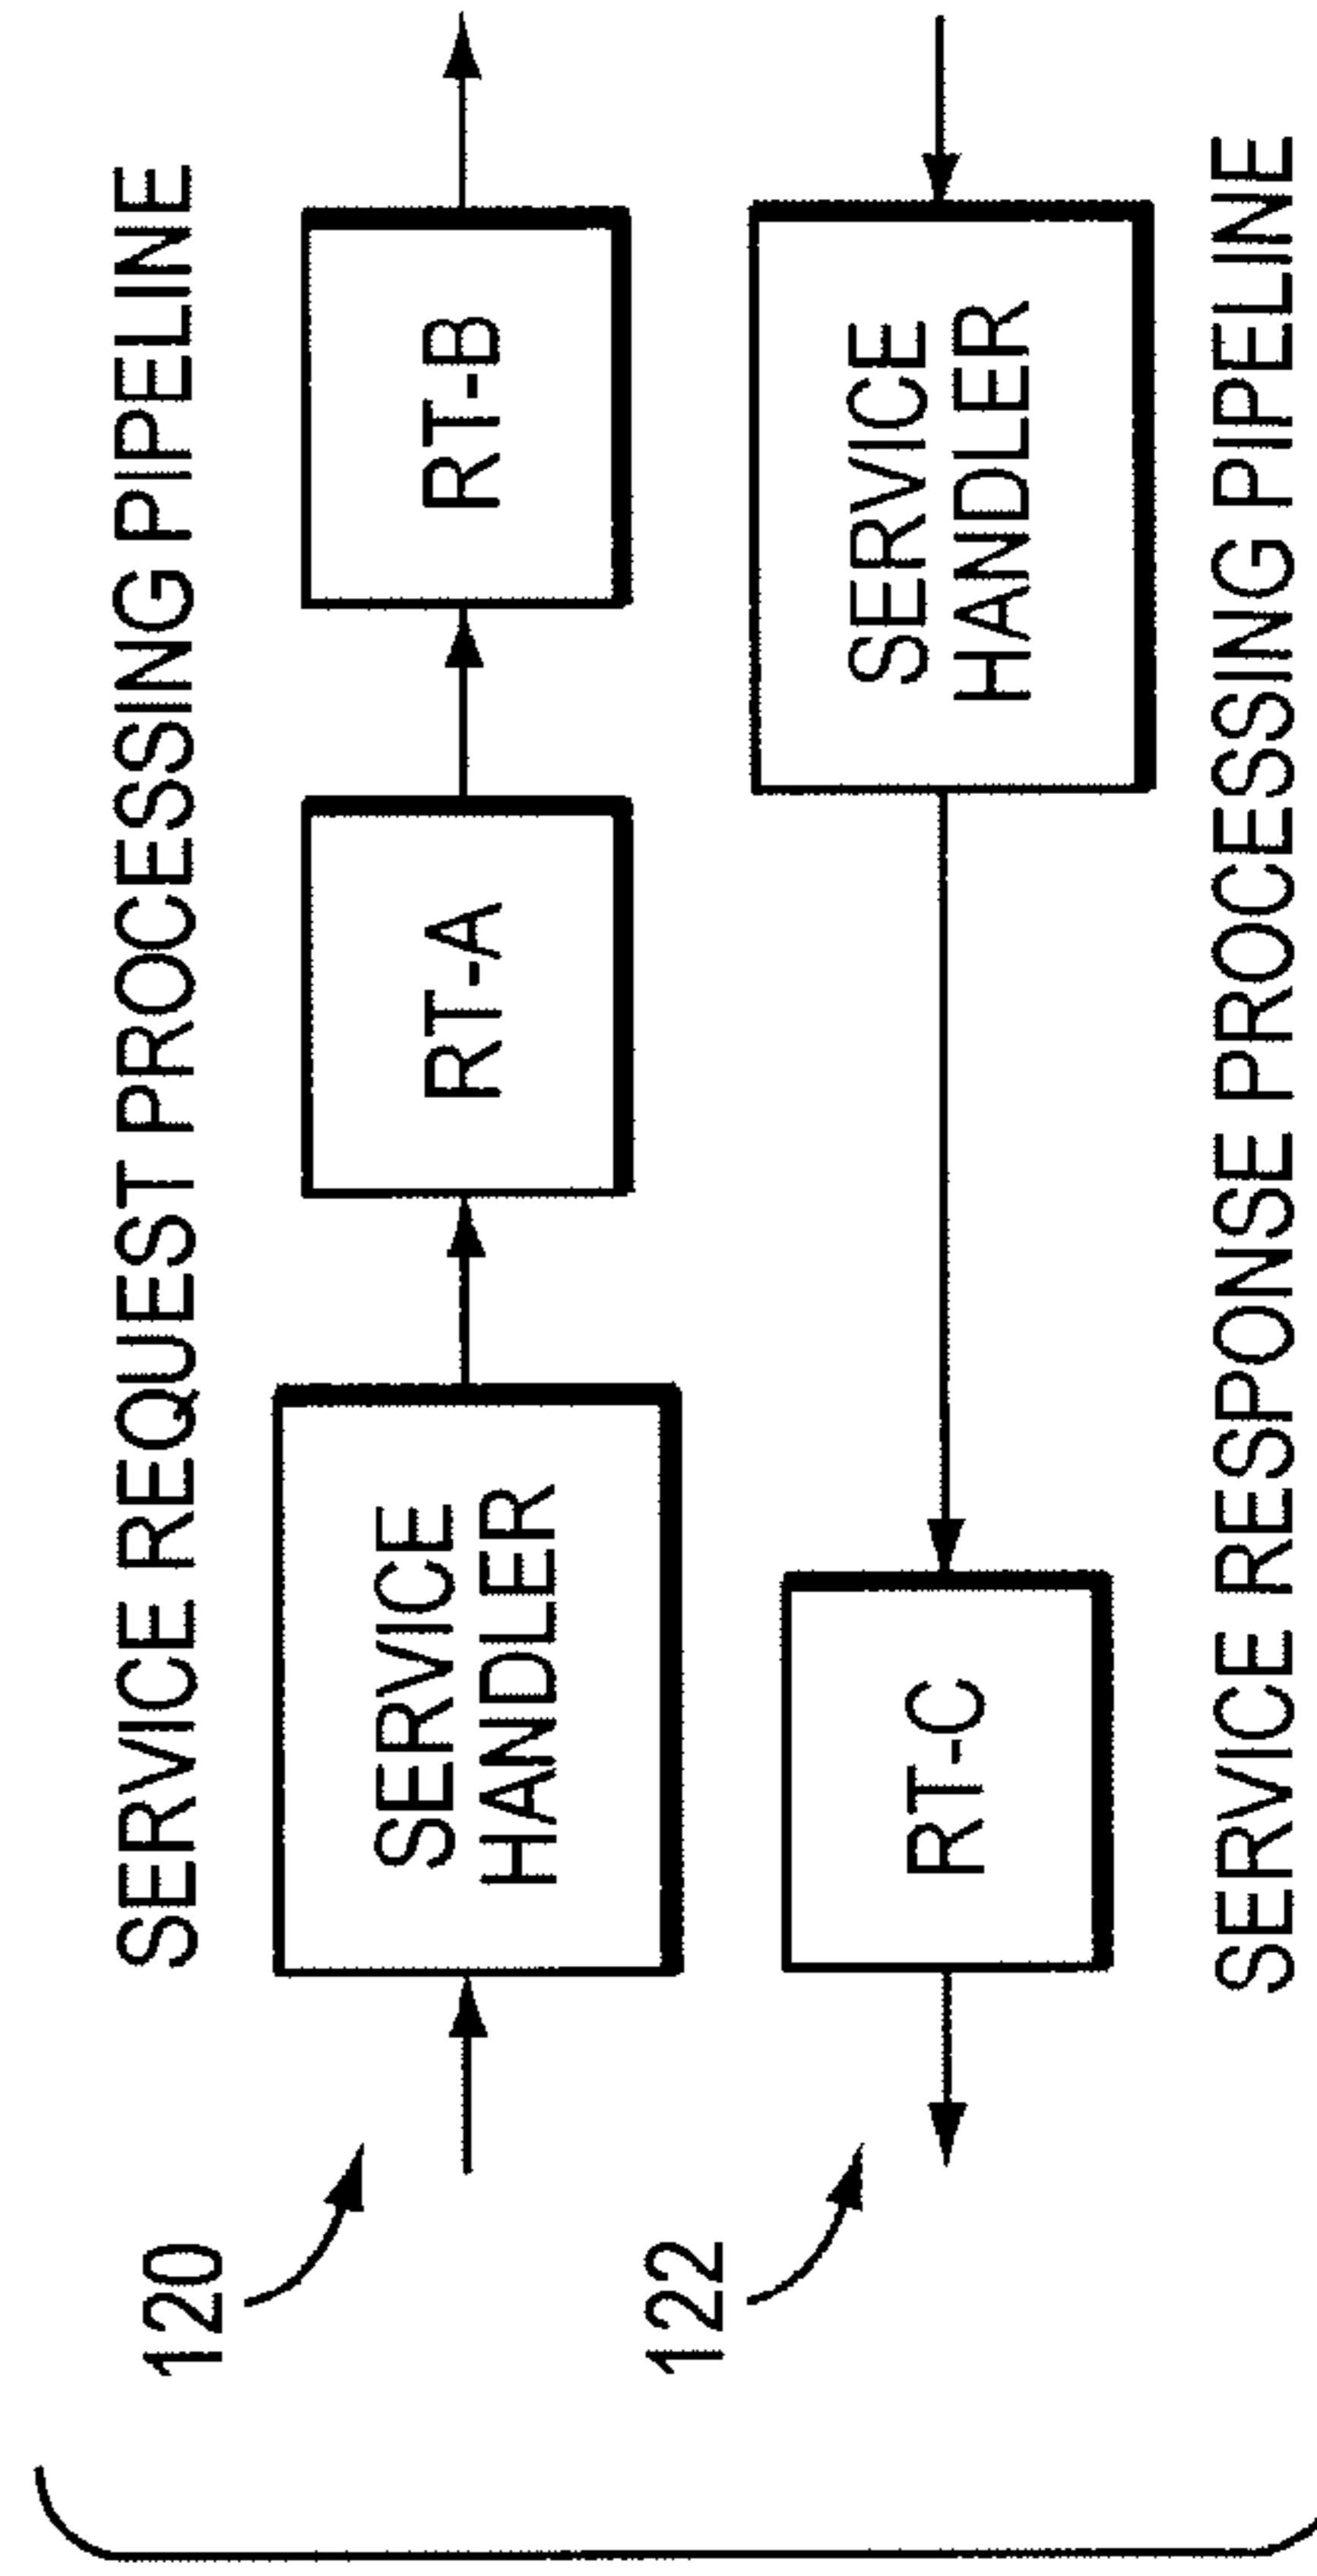 SERVICE REQUEST PROCESSING PIPELINE
120
SERVICE
HANDLER
RT-A
RT-B
122
RT-C
SERVICE
HANDLER
SERVICE RESPONSE PROCESSING PIPELINE